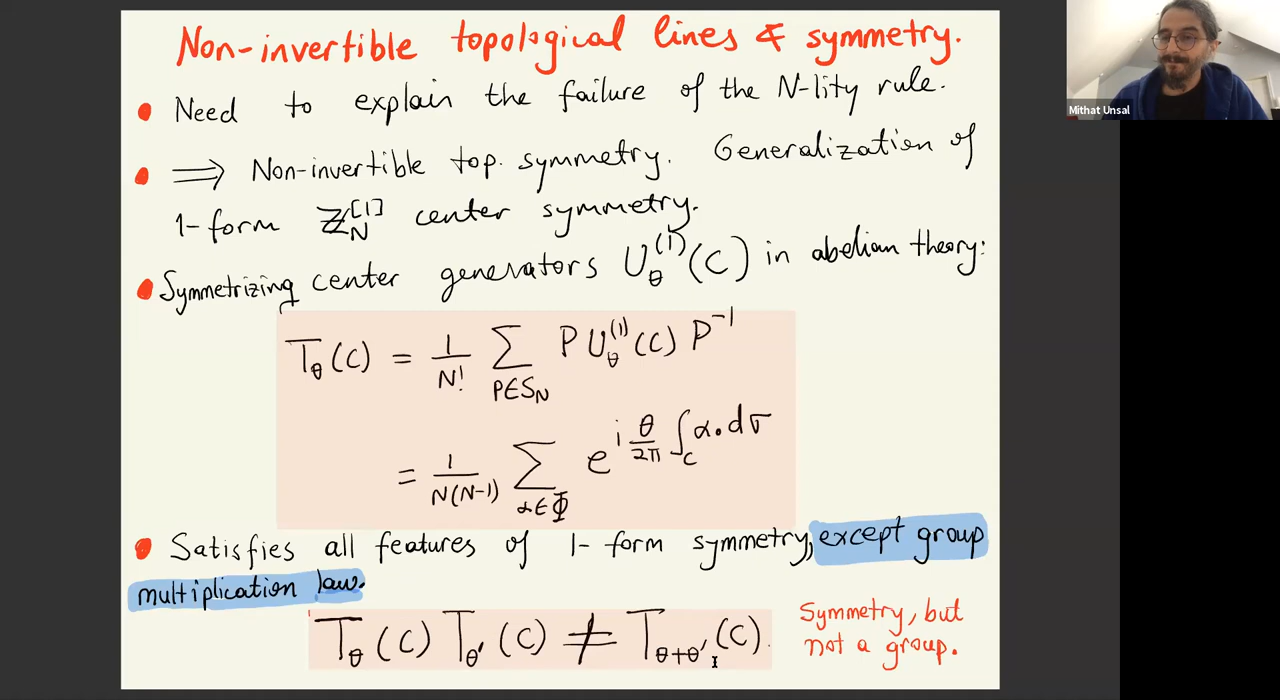 Non-invertible topological lines & symmetry.
Mithat Unsal
• Need to explain the failure of the N-lity rule.
• ⟹ Non-invertible top. symmetry. Generalization of
1-form ℤ_N^[1] center symmetry.
• Symmetrizing center generators U_θ^(1)(C) in abelian theory:
T_θ(C) = 1/N! ∑_{P∈S_N} P U_θ^(1)(C) P^{-1}
= 1/N(N-1) ∑_{α∈Φ} e^{i θ/2π ∫_C α·dσ}
• Satisfies all features of 1-form symmetry, except group
multiplication law.
T_θ(C) T_θ'(C) ≠ T_{θ+θ'}(C).
Symmetry, but
not a group.